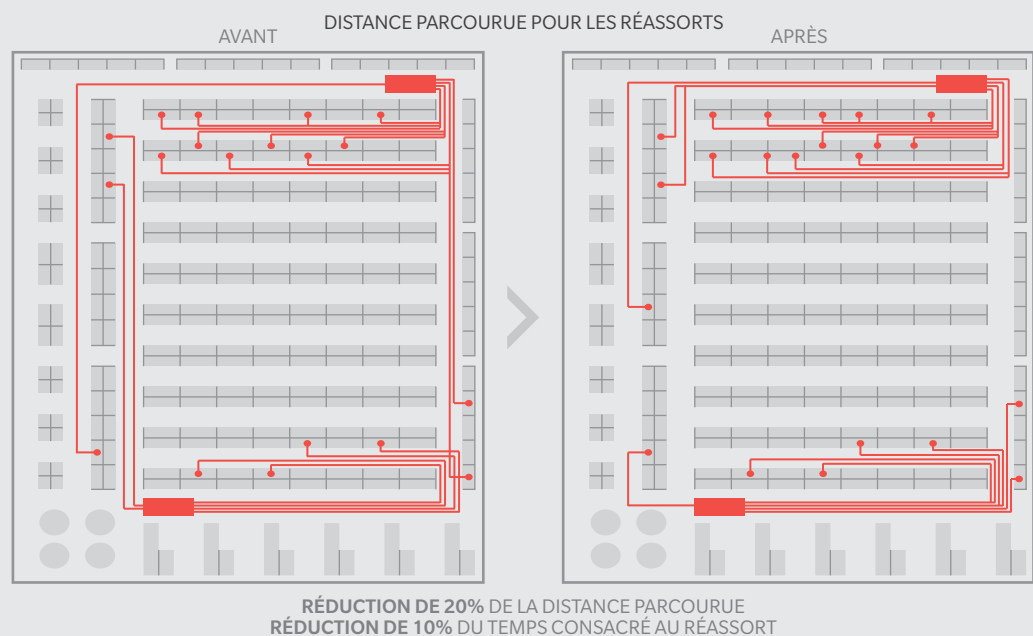 DISTANCE PARCOURUE POUR LES RÉASSORTS
AVANT
APRÈS
RÉDUCTION DE 20% DE LA DISTANCE PARCOURUE
RÉDUCTION DE 10% DU TEMPS CONSACRÉ AU RÉASSORT